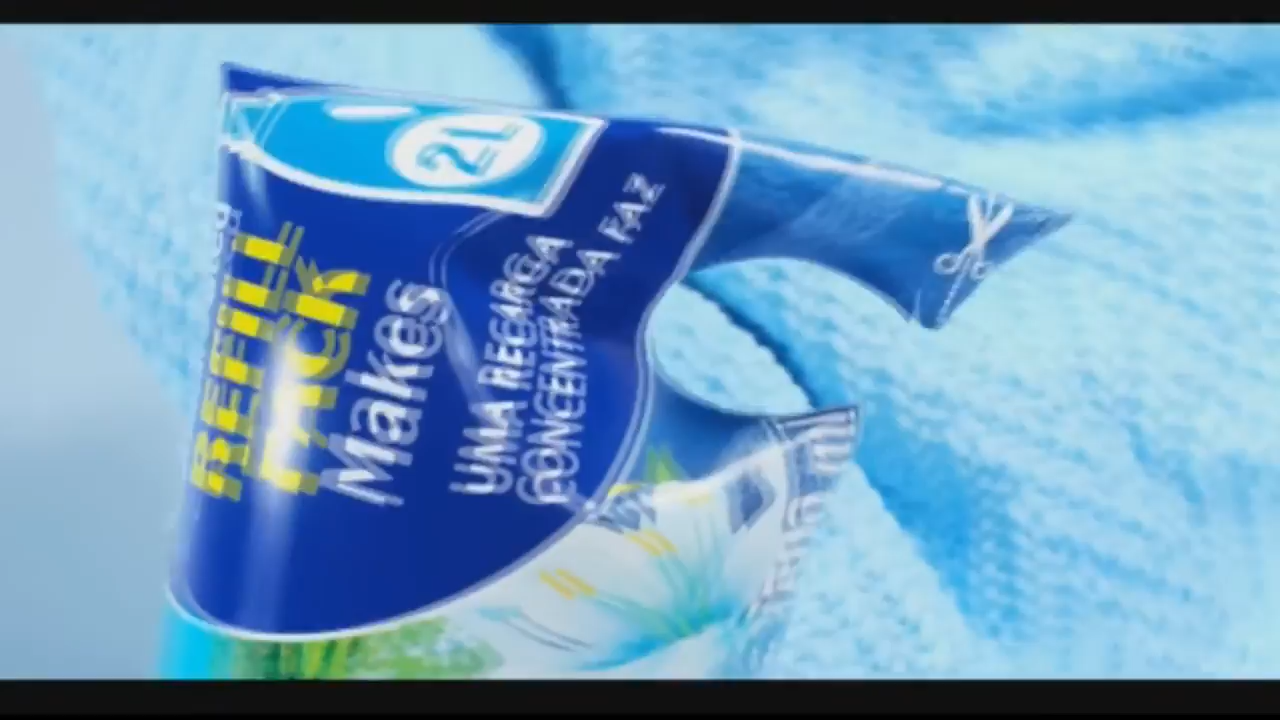 2L
REFILL
PACK
Makes
UMA RECARGA
CONCENTRADA FAZ